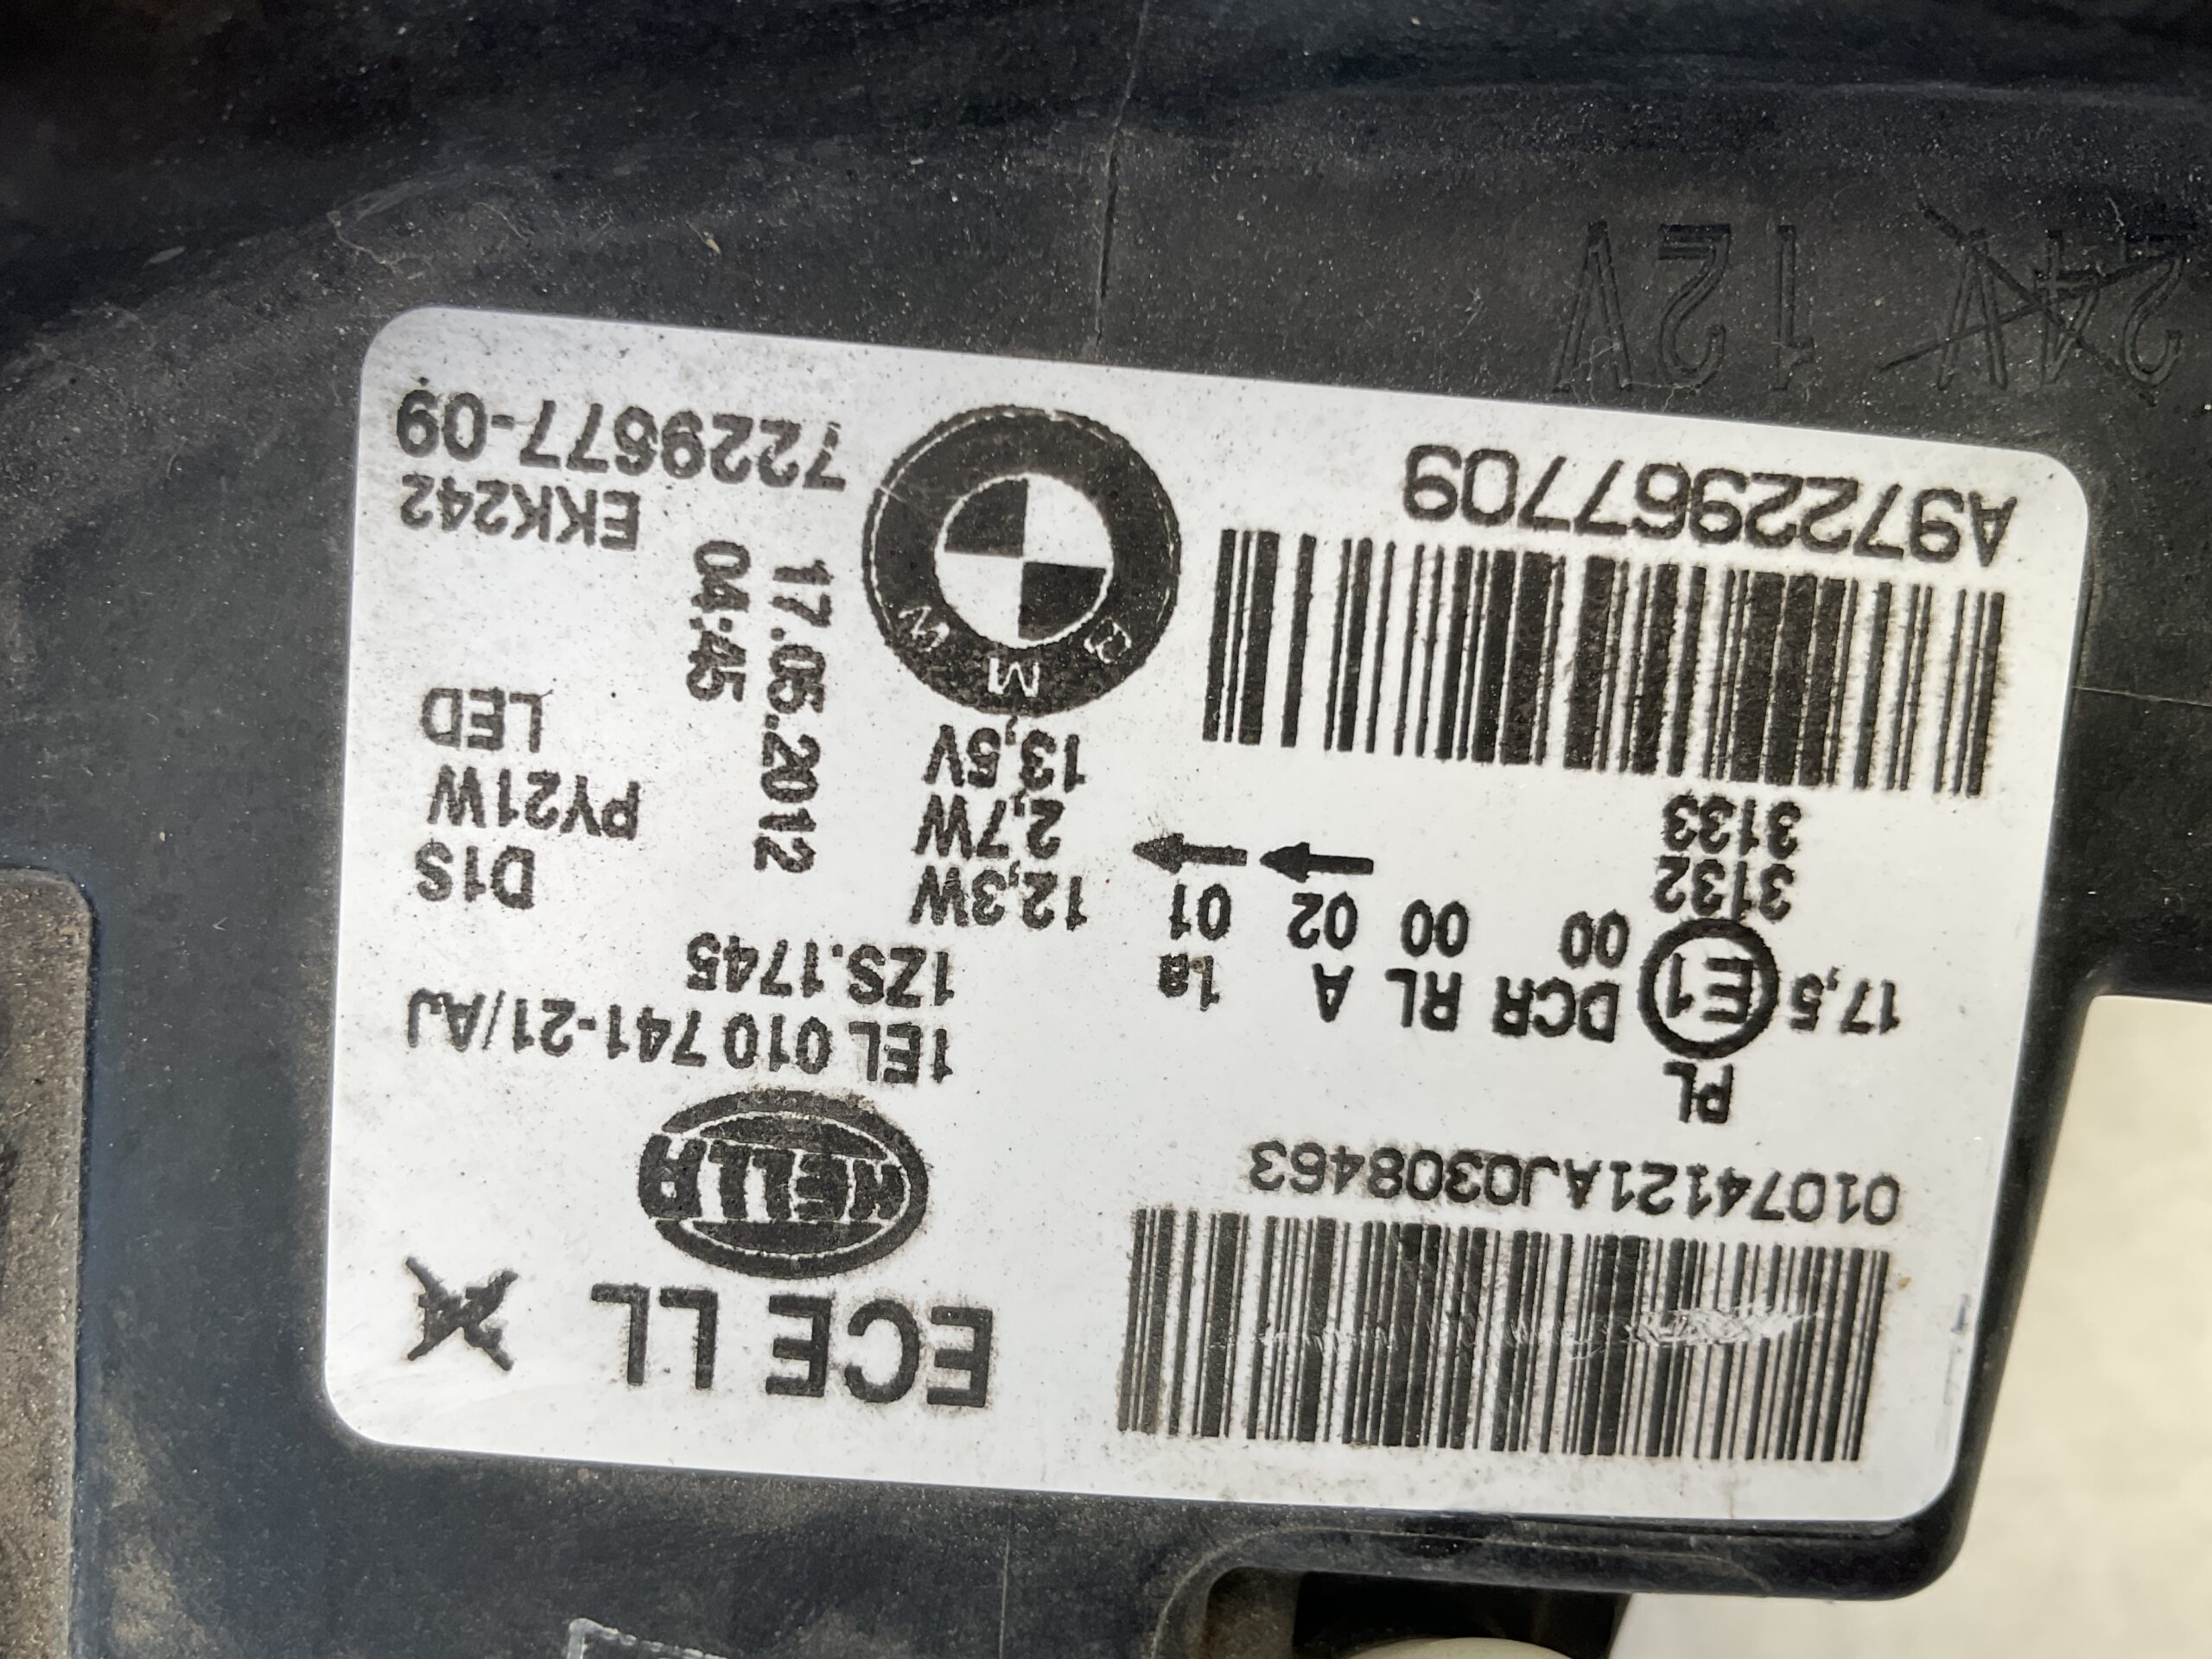 ECE LL
01074121AJ0308463
HELLA
PL
17,5 E1 DCR RL A 1a
00 00 02 01
3132
3133
1EL 010 741-21/AJ
1ZS.1745
12,3W
2,7W
13,5V
D1S
PY21W
LED
17.05.2012
04:45
BMW
A9722967709
EKK242
7229677-09
24V 12V